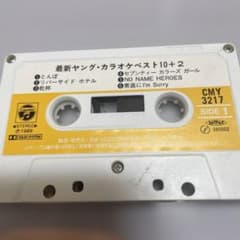 最新ヤング・カラオケベスト10+2
①とんぼ
②リバーサイド ホテル
③乾杯
④セブンティー カラーズ ガール
⑤NO NAME HEROES
⑥素直にI'm Sorry
STEREO
℗1989
CMY
3217
SIDE 1